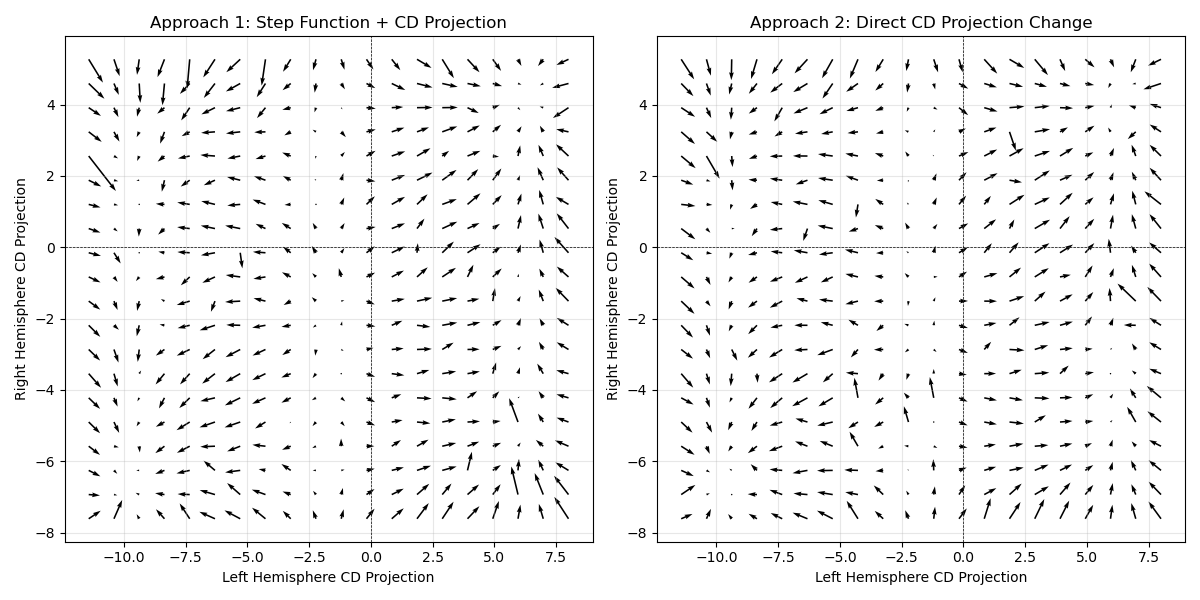 Approach 1: Step Function + CD Projection
Right Hemisphere CD Projection
4
2
0
−2
−4
−6
−8
−10.0 −7.5 −5.0 −2.5 0.0 2.5 5.0 7.5
Left Hemisphere CD Projection
Approach 2: Direct CD Projection Change
Right Hemisphere CD Projection
4
2
0
−2
−4
−6
−8
−10.0 −7.5 −5.0 −2.5 0.0 2.5 5.0 7.5
Left Hemisphere CD Projection